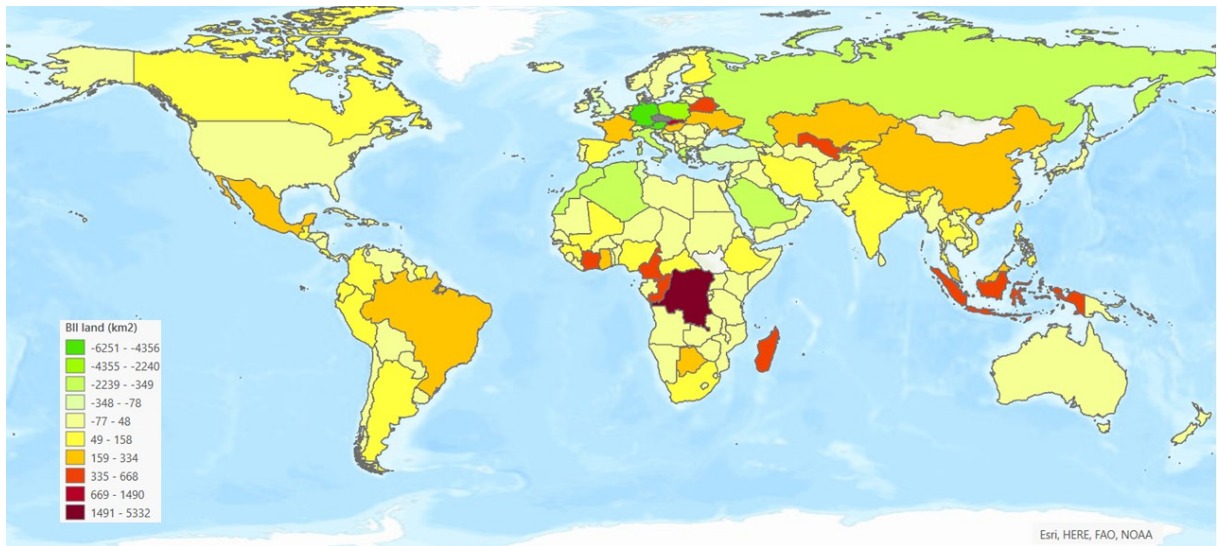 BII land (km2)
-6251 - -4356
-4355 - -2240
-2239 - -349
-348 - -78
-77 - 48
49 - 158
159 - 334
335 - 668
669 - 1490
1491 - 5332
Esri, HERE, FAO, NOAA